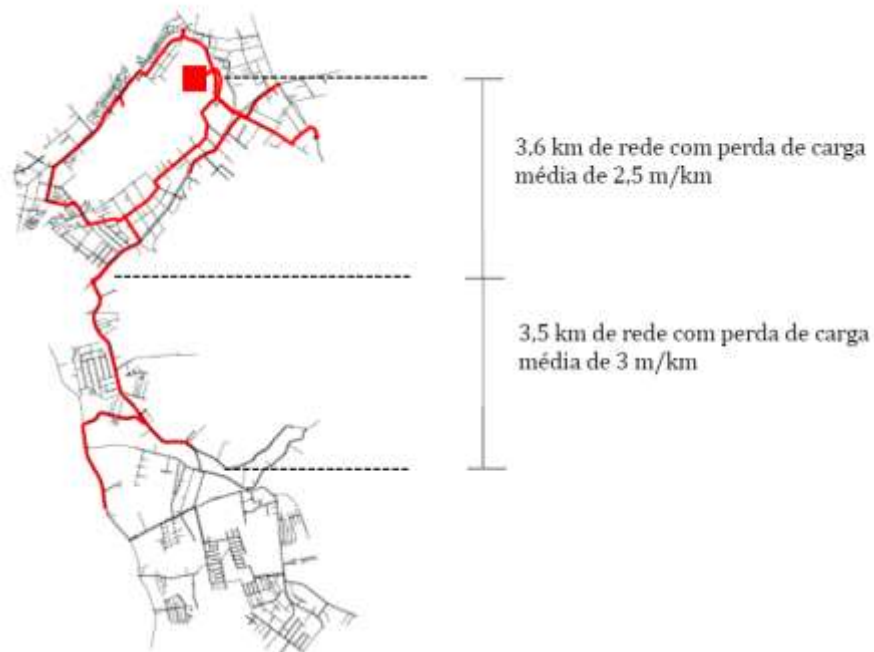 3,6 km de rede com perda de carga
média de 2,5 m/km
3,5 km de rede com perda de carga
média de 3 m/km